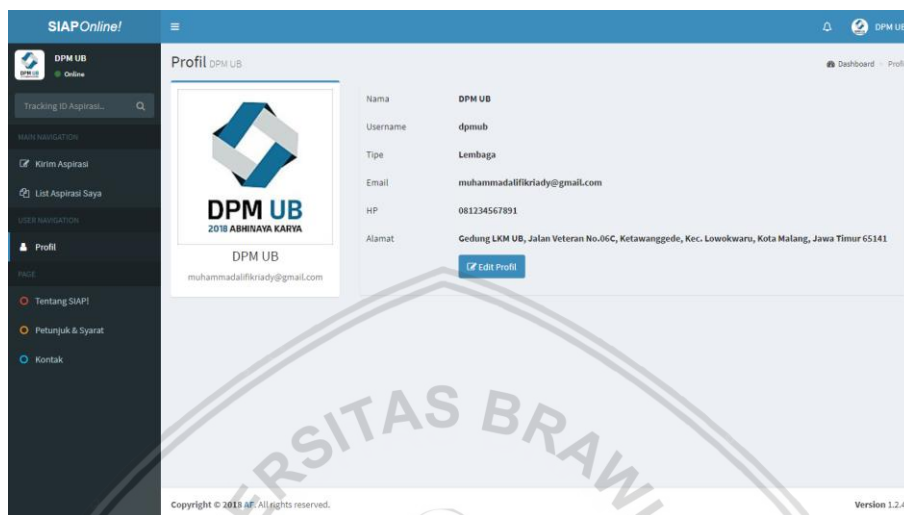 SIAPOnline!
DPM UB
DPM UB
Online
DPM UB
Profil DPM UB
Dashboard
Tracking ID Aspirasi..
MAIN NAVIGATION
Kirim Aspirasi
List Aspirasi Saya
USER NAVIGATION
Profil
PAGE
Tentang SIAP!
Petunjuk & Syarat
Kontak
DPM UB
2018 ABHINAYA KARYA
DPM UB
muhammadalifikriady@gmail.com
Nama DPM UB
Username dpmub
Tipe Lembaga
Email muhammadalifikriady@gmail.com
HP 081234567891
Alamat Gedung LKM UB, Jalan Veteran No.06C, Ketawanggede, Kec. Lowokwaru, Kota Malang, Jawa Timur 65141
Edit Profil
Copyright © 2018 AF. All rights reserved.
Version 1.2.4